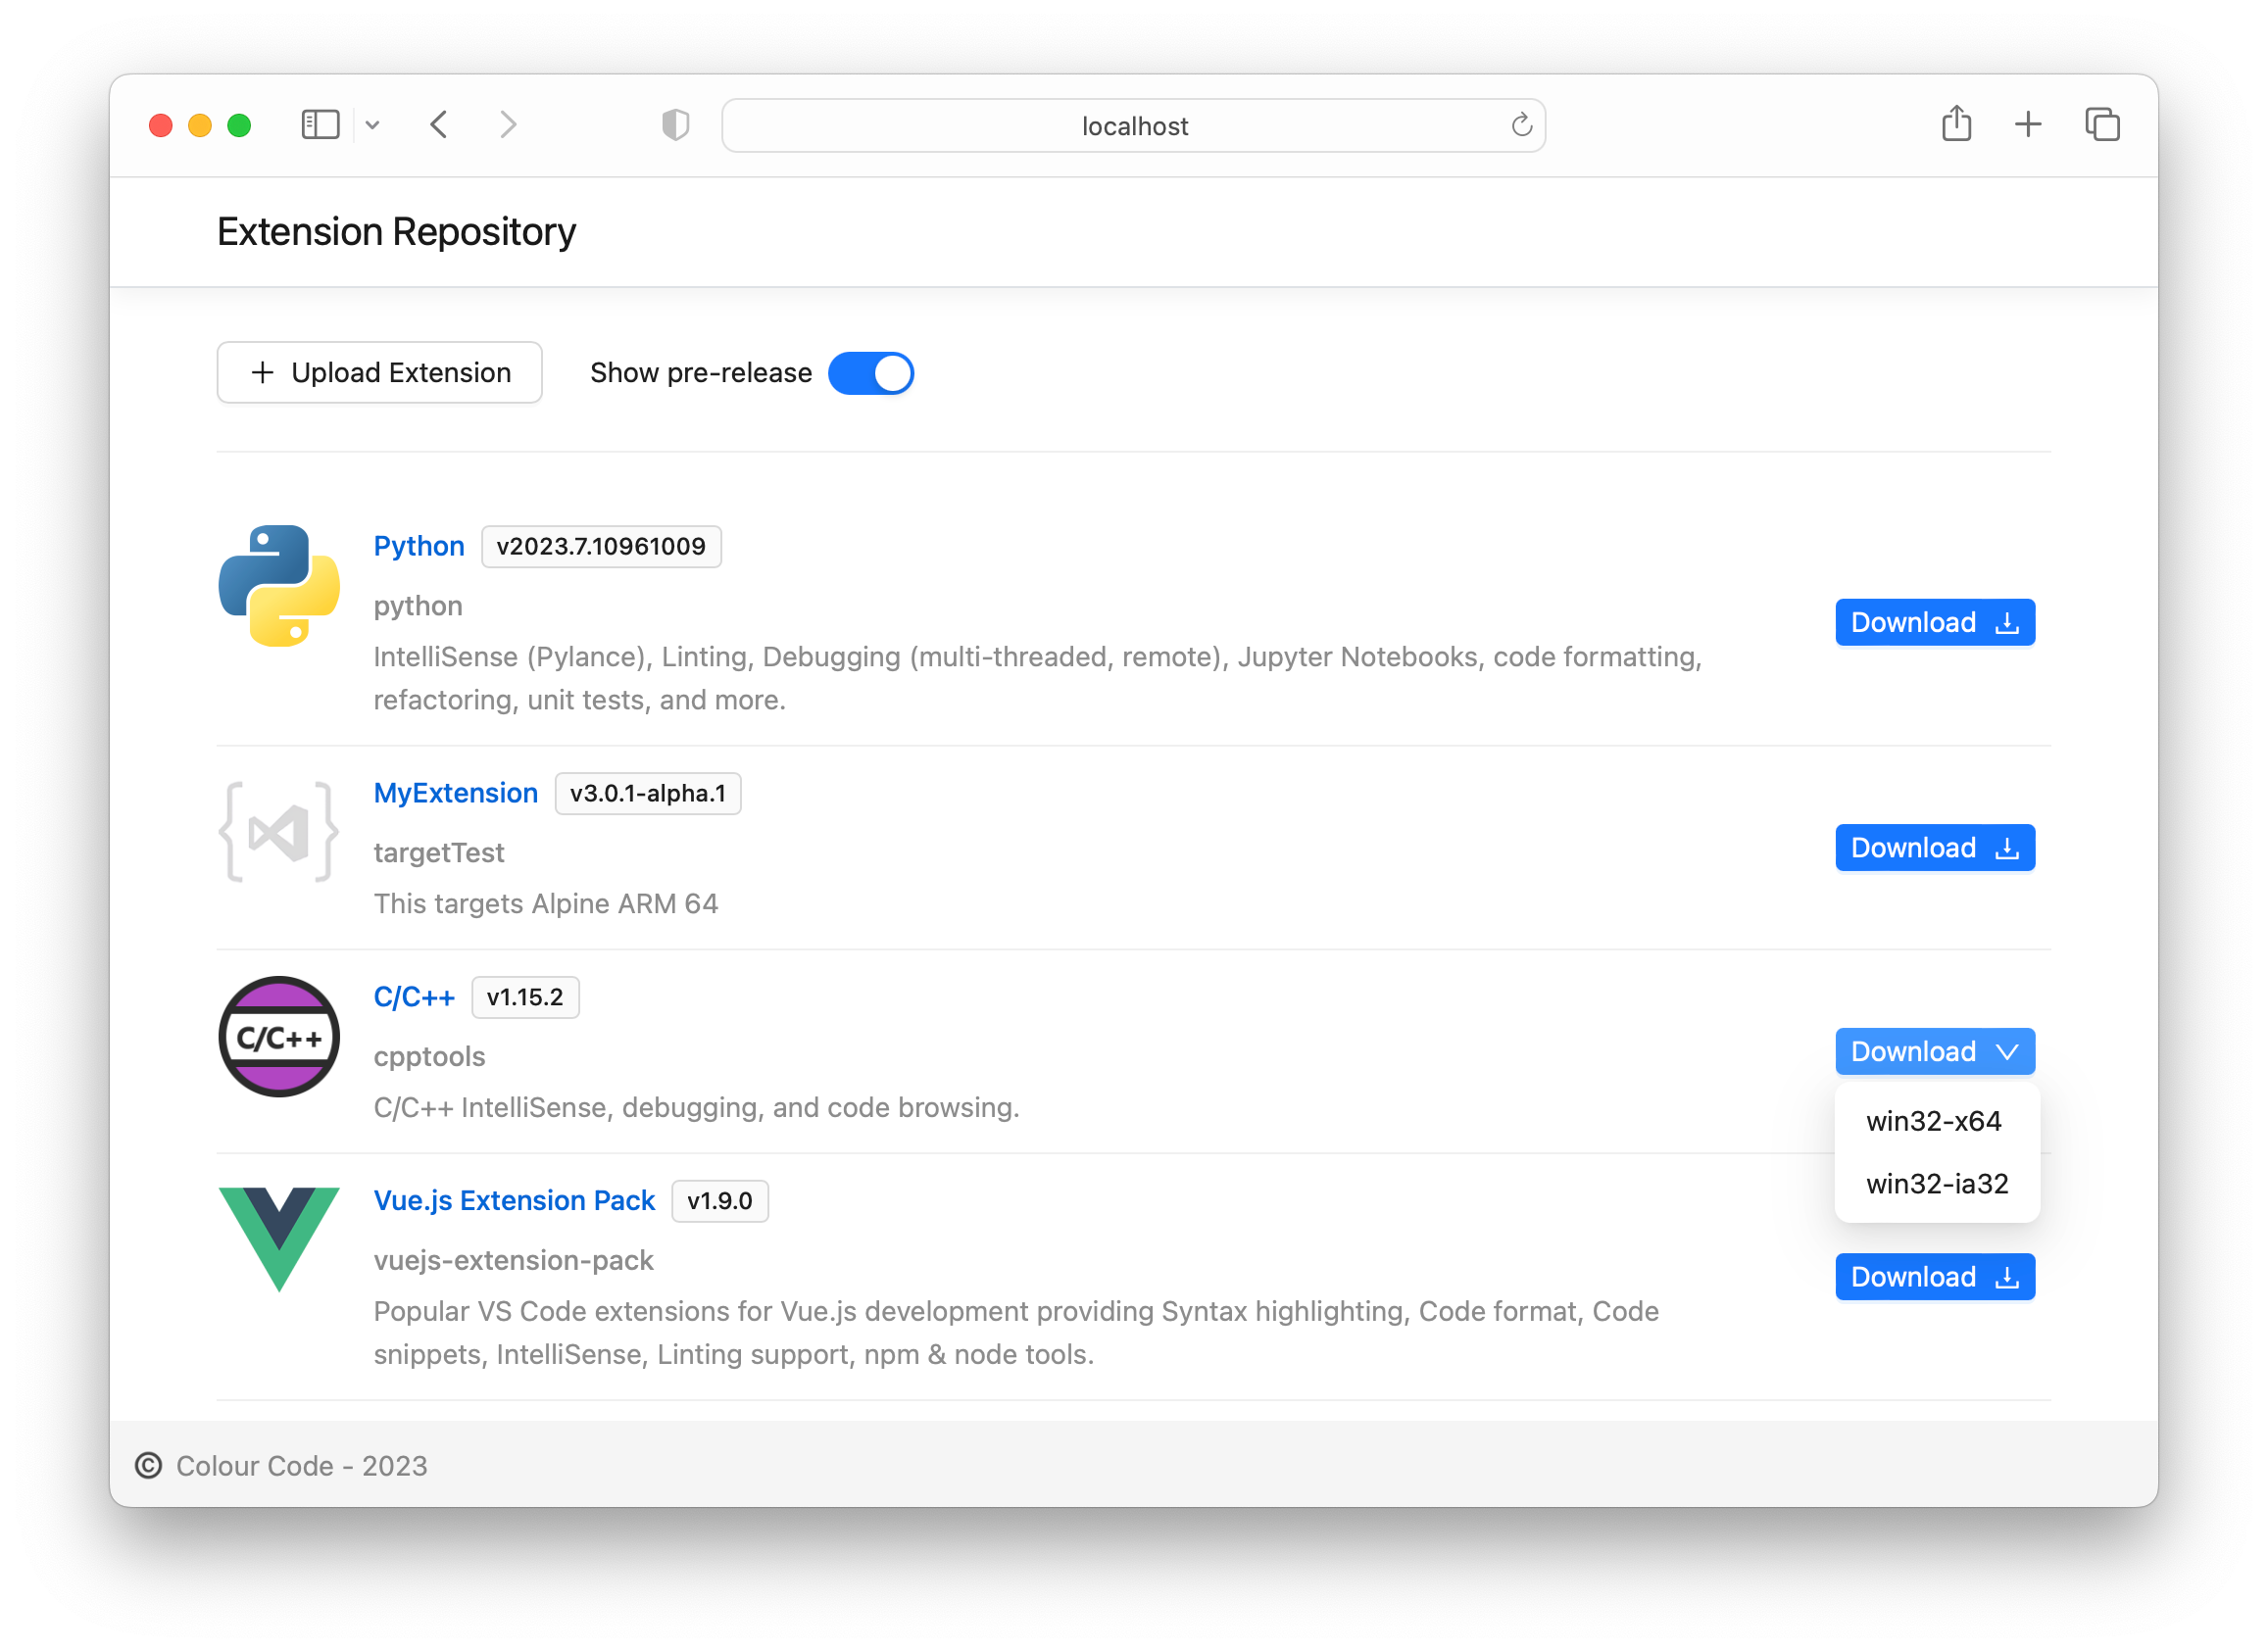 localhost
Extension Repository
+ Upload Extension
Show pre-release
Python v2023.7.10961009
python
IntelliSense (Pylance), Linting, Debugging (multi-threaded, remote), Jupyter Notebooks, code formatting,
refactoring, unit tests, and more.
Download
MyExtension v3.0.1-alpha.1
targetTest
This targets Alpine ARM 64
Download
C/C++
C/C++ v1.15.2
cpptools
C/C++ IntelliSense, debugging, and code browsing.
Download
win32-x64
win32-ia32
Vue.js Extension Pack v1.9.0
vuejs-extension-pack
Popular VS Code extensions for Vue.js development providing Syntax highlighting, Code format, Code
snippets, IntelliSense, Linting support, npm & node tools.
Download
© Colour Code - 2023